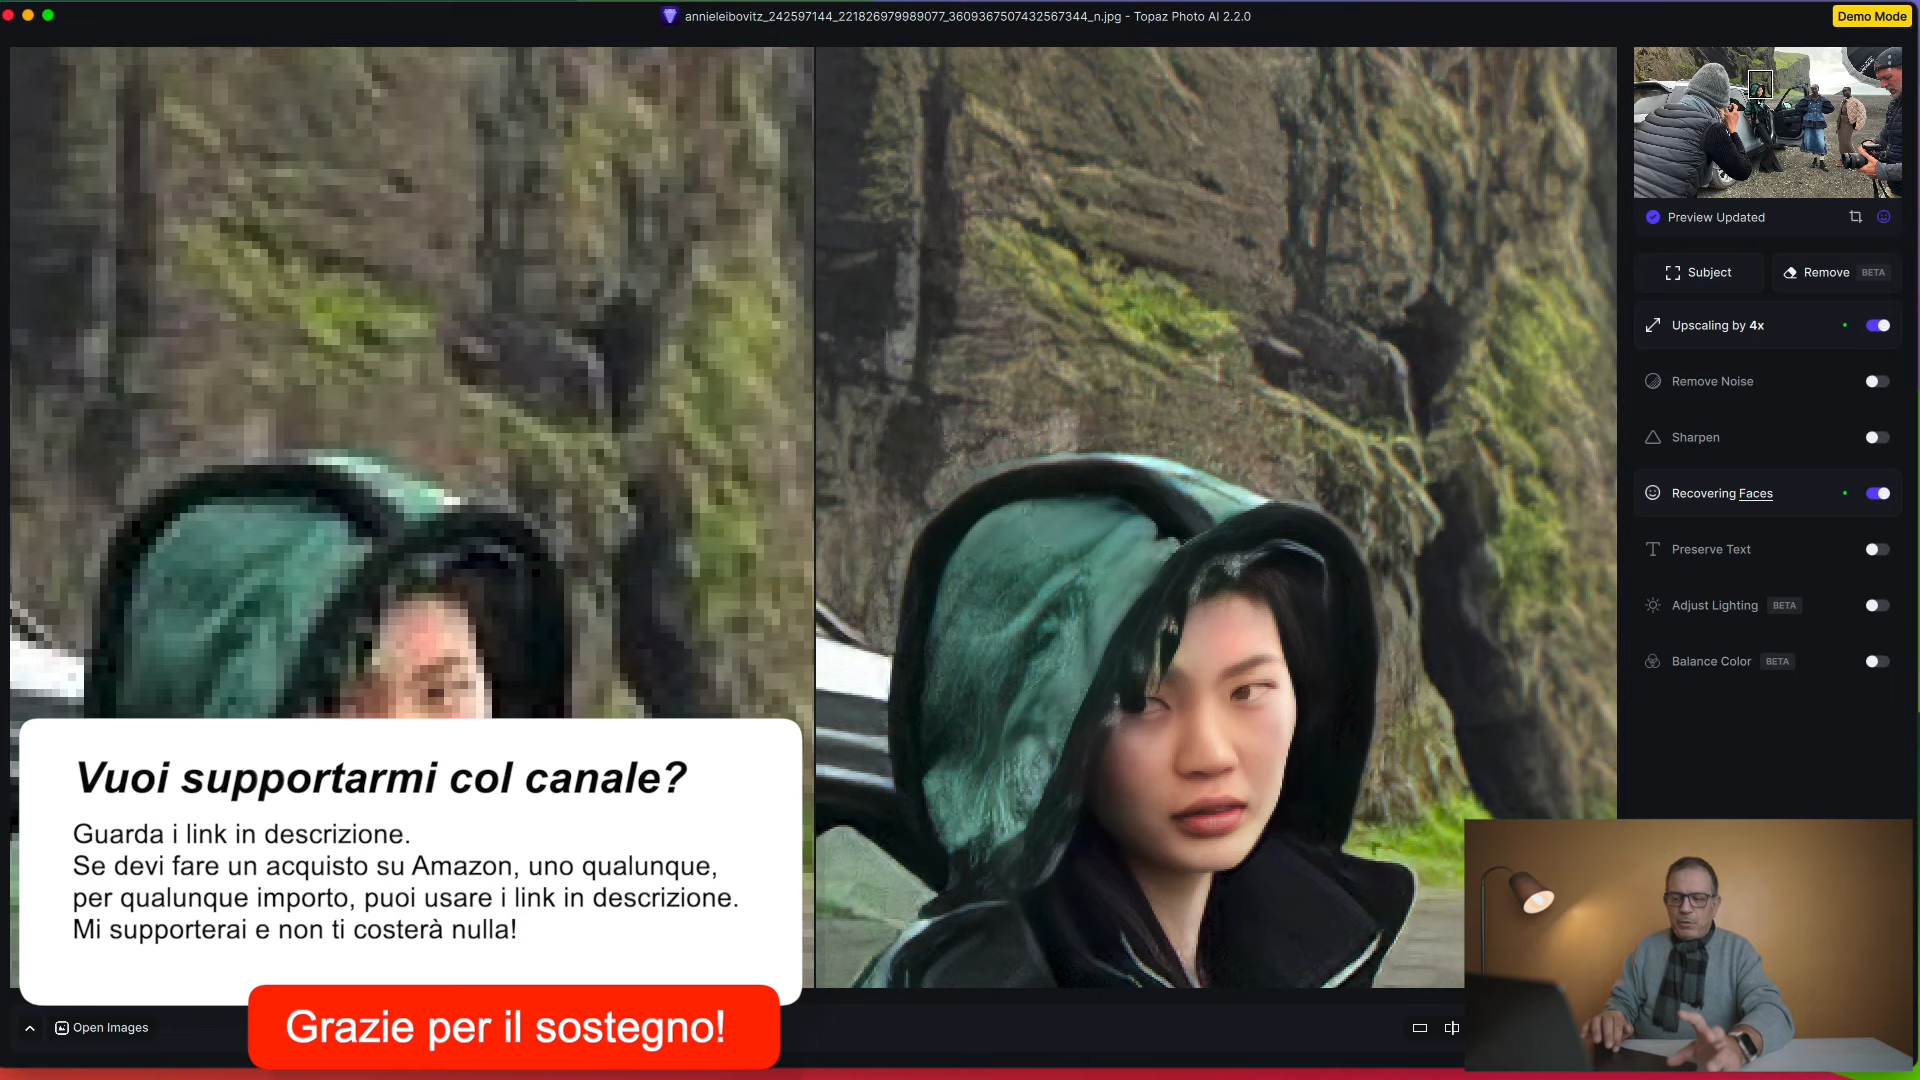 annieleibovitz_242597144_221826979989077_3609367507432567344_n.jpg - Topaz Photo AI 2.2.0
Demo Mode
Preview Updated
Subject
Remove BETA
Upscaling by 4x
Remove Noise
Sharpen
Recovering Faces
Preserve Text
Adjust Lighting BETA
Balance Color BETA
Vuoi supportarmi col canale?
Guarda i link in descrizione.
Se devi fare un acquisto su Amazon, uno qualunque,
per qualunque importo, puoi usare i link in descrizione.
Mi supporterai e non ti costerà nulla!
Grazie per il sostegno!
Open Images